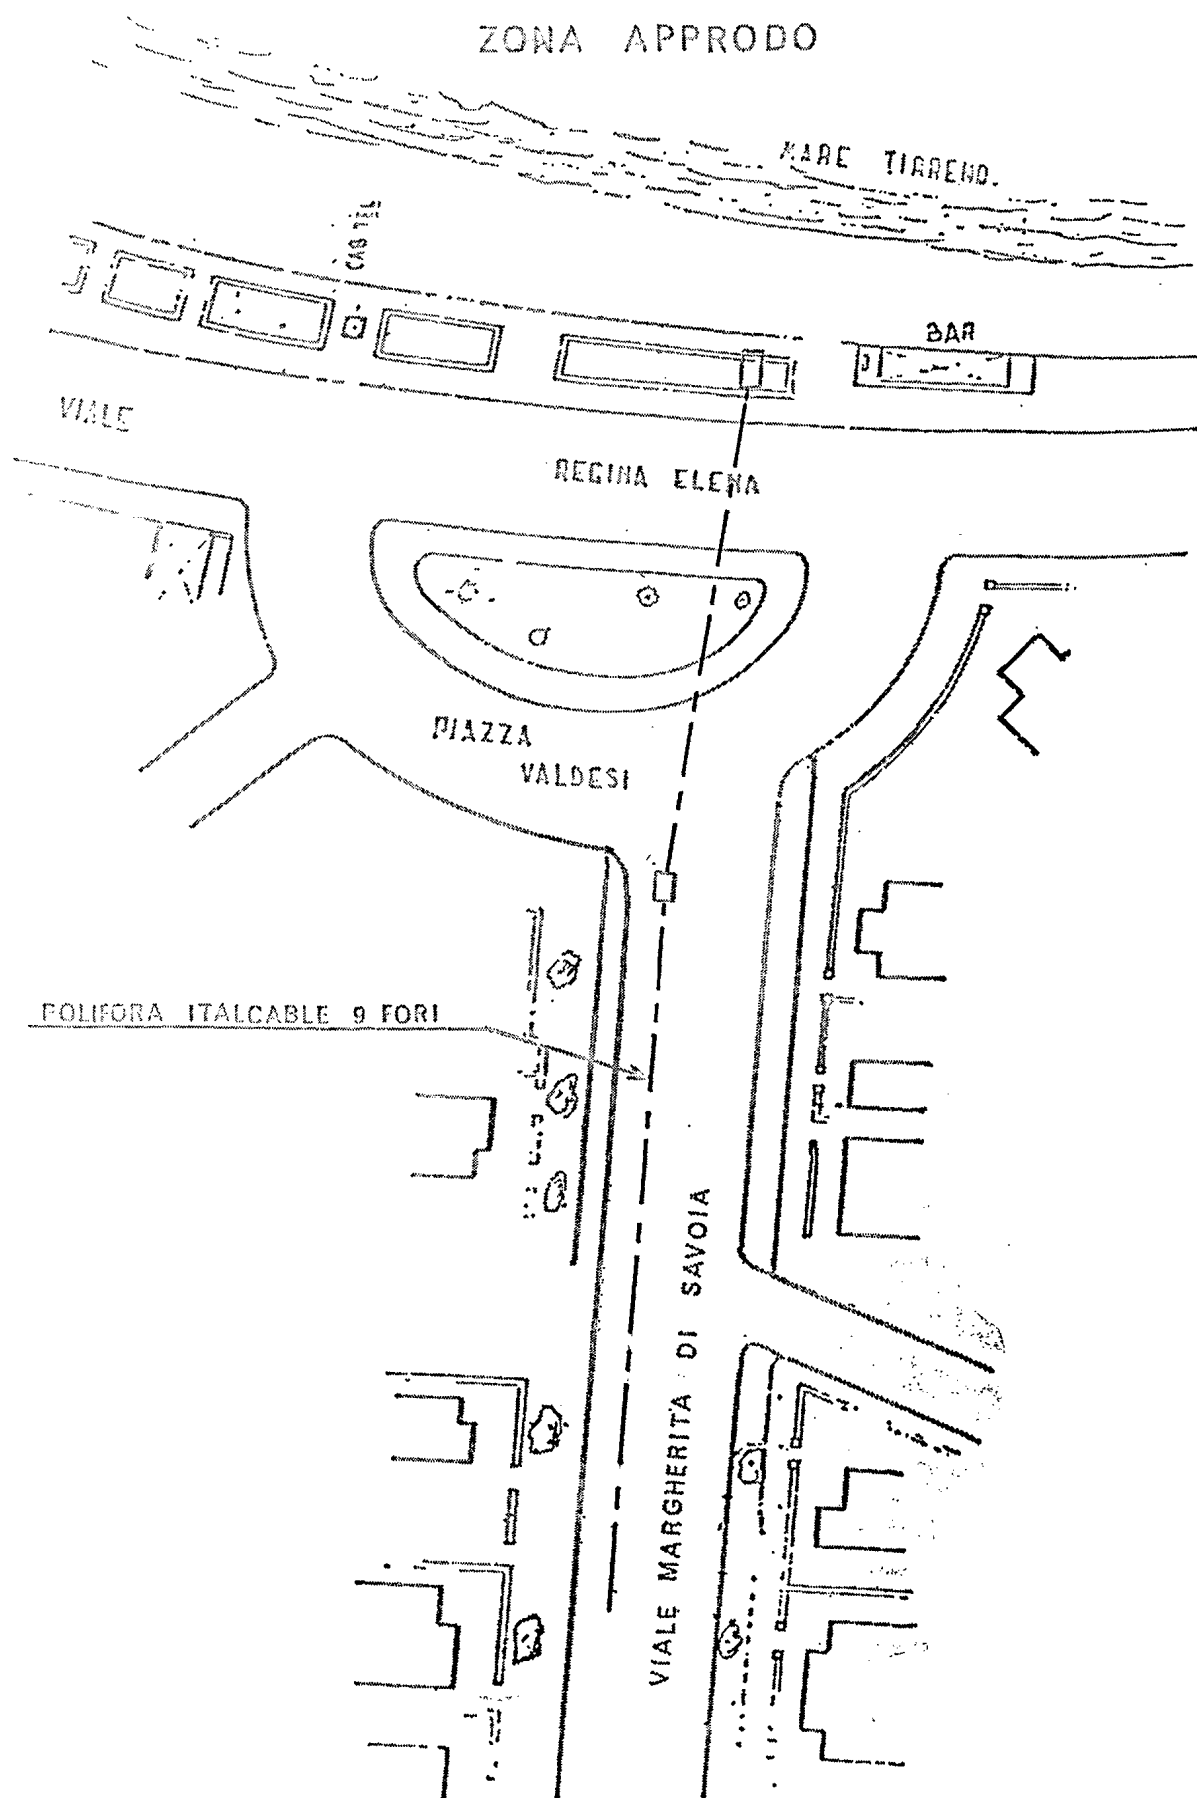 ZONA APPRODO
MARE TIRRENO.
CAB TEL
BAR
VIALE
REGINA ELENA
PIAZZA
VALDESI
POLIFORA ITALCABLE 9 FORI
VIALE MARGHERITA DI SAVOIA